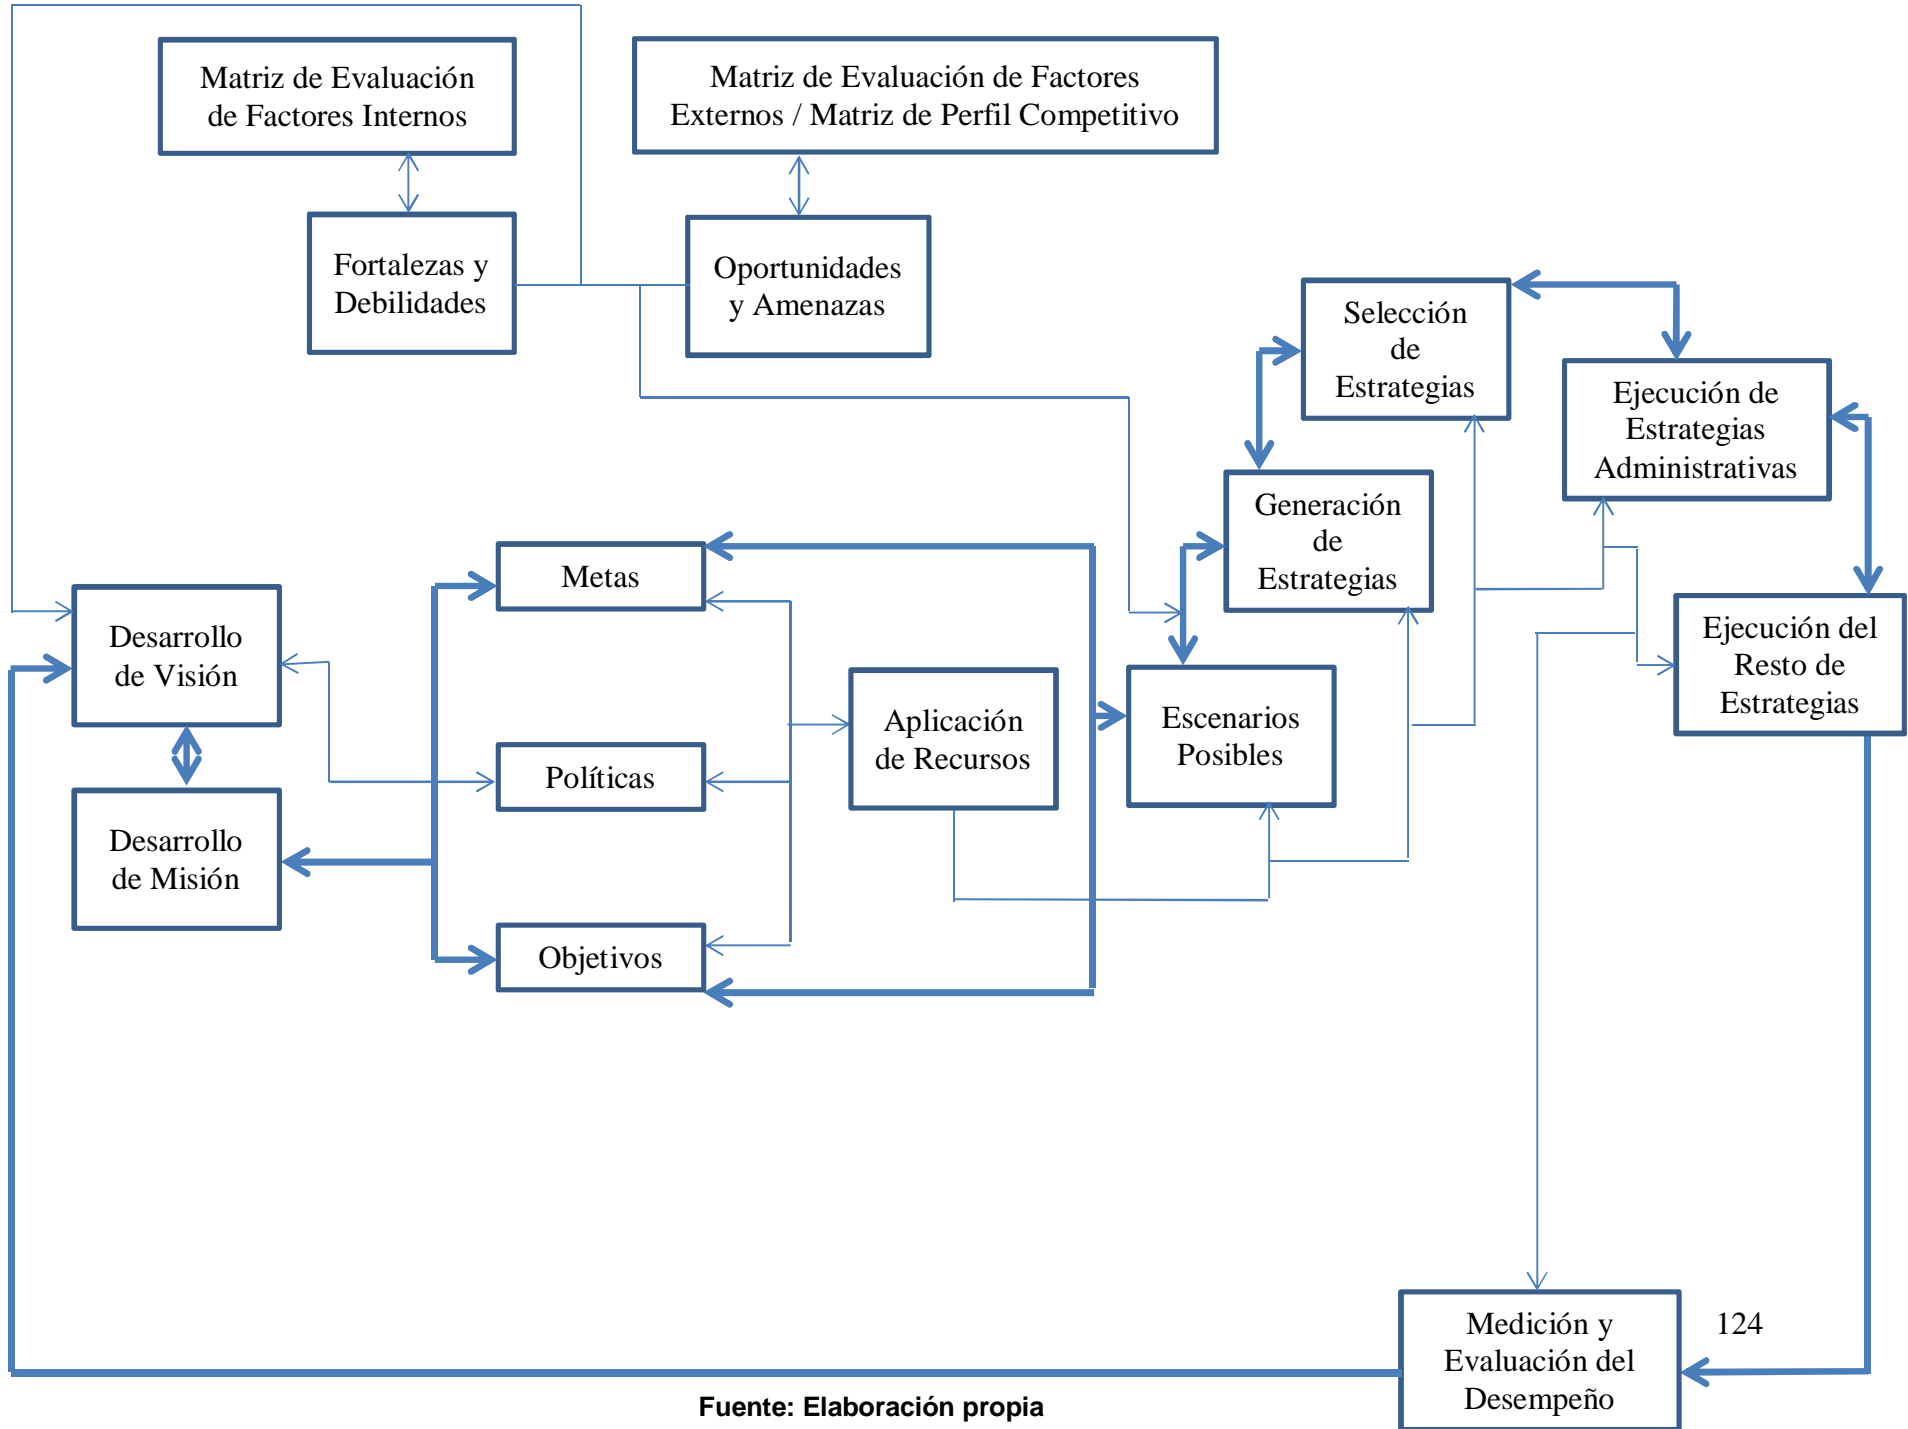 Matriz de Evaluación
de Factores Internos
Matriz de Evaluación de Factores
Externos / Matriz de Perfil Competitivo
Fortalezas y
Debilidades
Oportunidades
y Amenazas
Selección
de
Estrategias
Ejecución de
Estrategias
Administrativas
Generación
de
Estrategias
Metas
Desarrollo
de Visión
Ejecución del
Resto de
Estrategias
Aplicación
de Recursos
Escenarios
Posibles
Políticas
Desarrollo
de Misión
Objetivos
Medición y
Evaluación del
Desempeño
124
Fuente: Elaboración propia